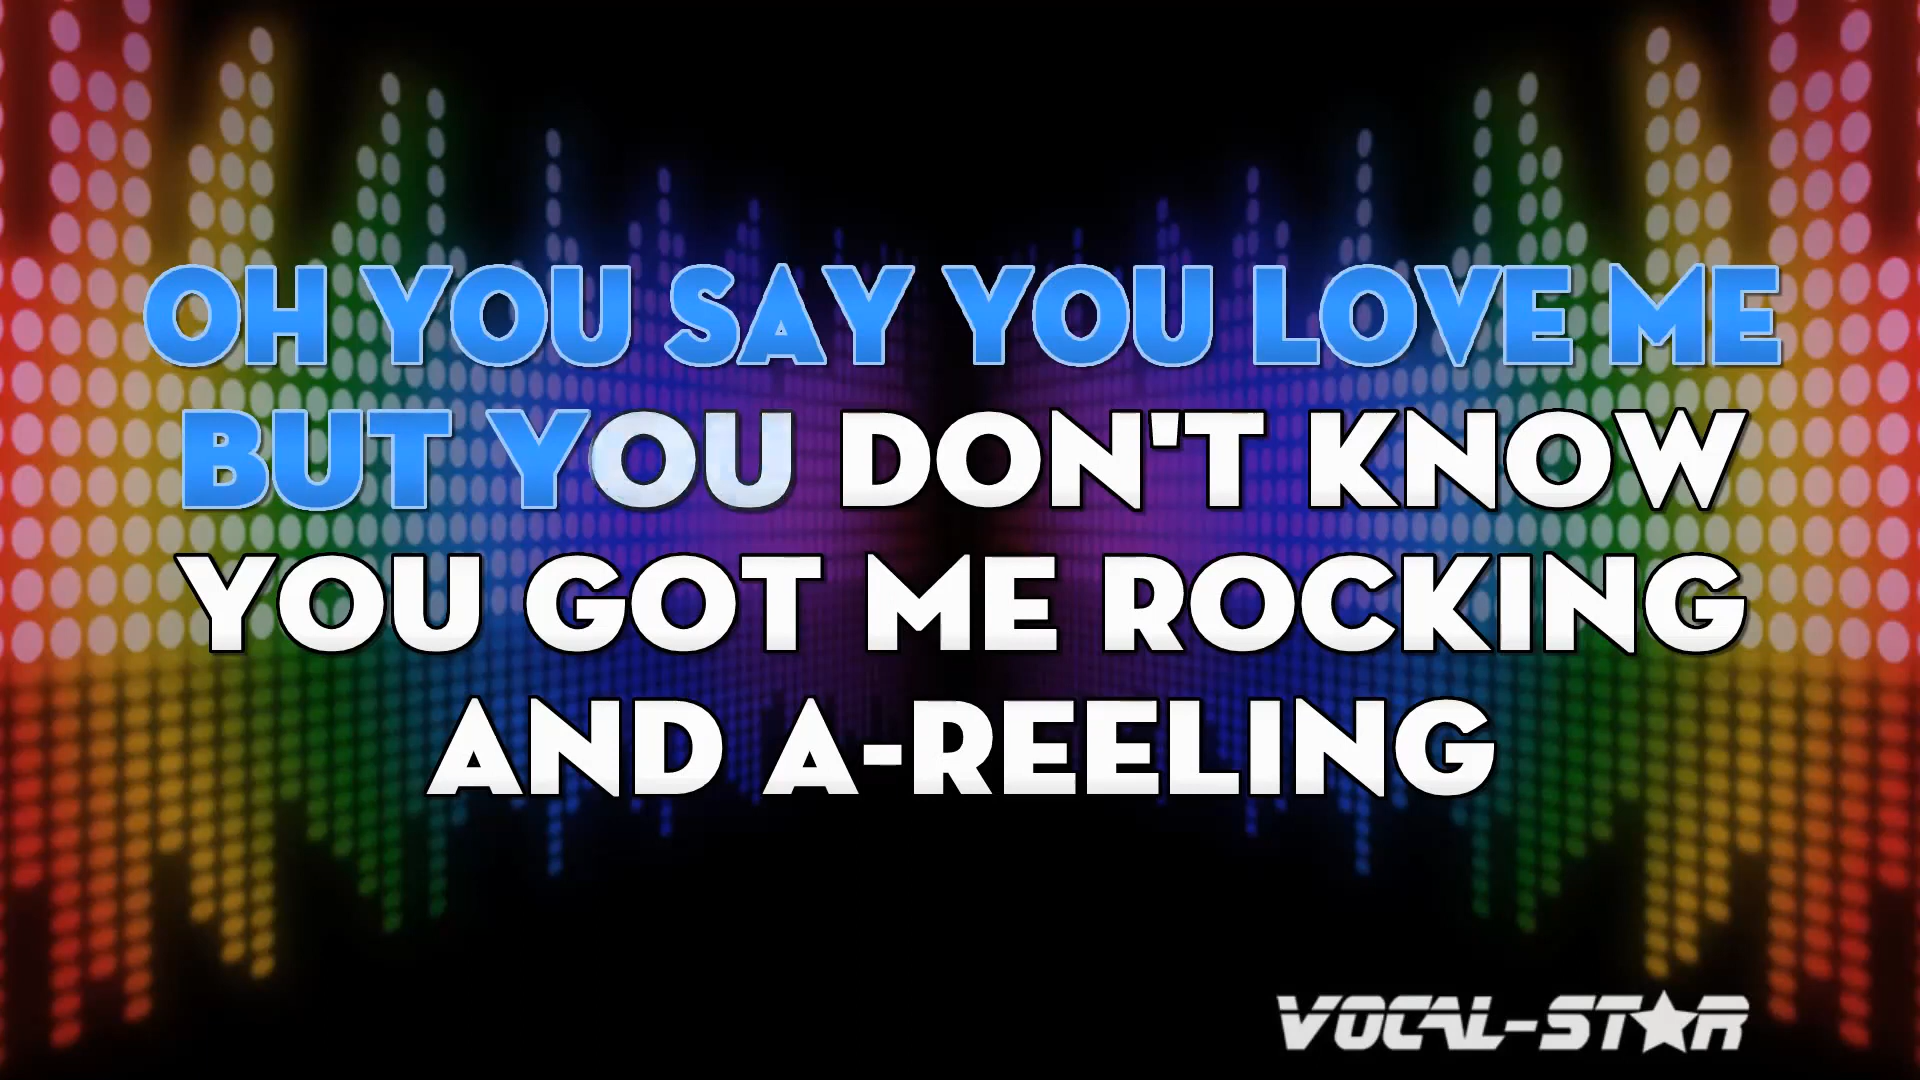 OH YOU SAY YOU LOVE ME
BUT YOU DON'T KNOW
YOU GOT ME ROCKING
AND A-REELING
VOCAL-STAR